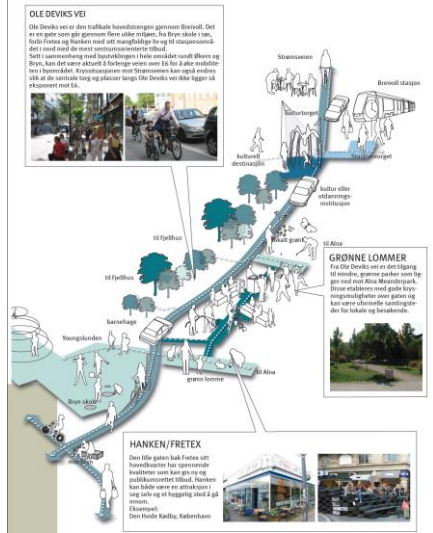 OLE DEVIKS VEI
Ole Deviks vei er den trafikale hovedstrengen gjennom Breivoll. Det
er en gate som går gjennom flere ulike miljøer, fra Bryn skole i sør,
forbi Fretex og Hanken med sitt mangfoldige liv og til stasjonsområ-
det i nord med de mest sentrumsorienterte tilbud.
Sett i sammenheng med byutviklingen i hele området rundt Økern og
Bryn, kan det være aktuelt å forlenge veien over E6 for å øke mobilite-
ten i byområdet. Kryssituasjonen mot Strømsveien kan også endres
slik at de sentrale torg og plasser langs Ole Deviks vei ikke ligger så
eksponert mot E6.
Strømsveien
Breivoll stasjon
kulturtorget
kulturell
destinasjon
Stasjonstorget
kultur eller
utdannings-
institusjon
til Fjellhus
lokalt grønt
til Alna
GRØNNE LOMMER
Fra Ole Deviks vei er det tilgang
til mindre, grønne parker som lig-
ger ned mot Alna Meanderpark.
Disse etableres med gode krys-
ningsmuligheter over gaten og
kan være uformelle samlingste-
der for lokale og besøkende.
til Fjellhus
barnehage
Youngslunden
til Alna
grønn lomme
Bryn skole
HANKEN/FRETEX
Den lille gaten bak Fretex sitt
hovedkvarter har spennende
kvaliteter som kan gis ny og
publikumsrettet tilbud. Hanken
kan både være en attraksjon i
seg selv og et hyggelig sted å gå
innom.
Eksempel:
Den Hvide Kødby, København